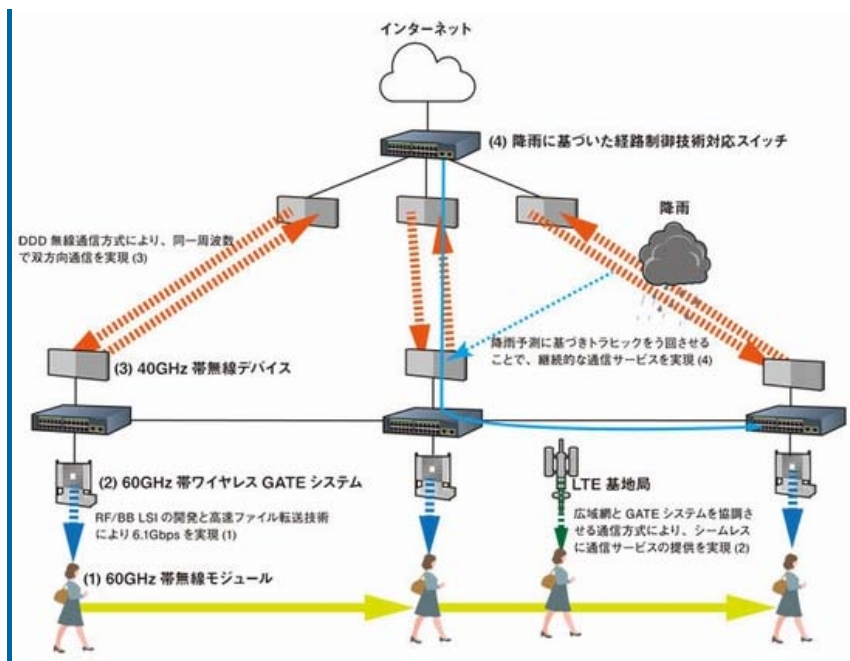 インターネット
(4) 降雨に基づいた経路制御技術対応スイッチ
降雨
DDD 無線通信方式により、同一周波数
で双方向通信を実現 (3)
降雨予測に基づきトラヒックをう回させる
ことで、継続的な通信サービスを実現 (4)
(3) 40GHz 帯無線デバイス
(2) 60GHz 帯ワイヤレス GATE システム
LTE 基地局
RF/BB LSI の開発と高速ファイル転送技術
により 6.1Gbps を実現 (1)
広域網と GATE システムを協調さ
せる通信方式により、シームレス
に通信サービスの提供を実現 (2)
(1) 60GHz 帯無線モジュール